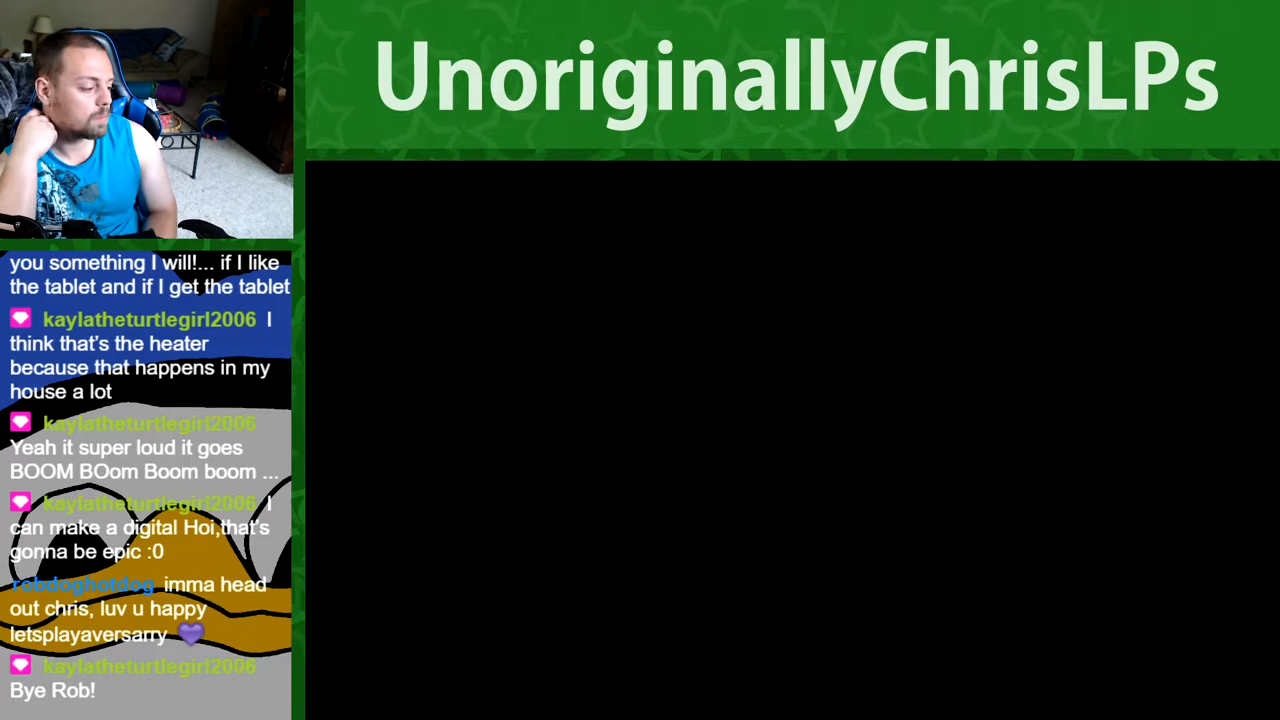 UnoriginallyChrisLPs
you something I will!... if I like
the tablet and if I get the tablet
kaylatheturtlegirl2006 I
think that's the heater
because that happens in my
house a lot
kaylatheturtlegirl2006
Yeah it super loud it goes
BOOM BOom Boom boom ...
kaylatheturtlegirl2006 I
can make a digital Hoi,that's
gonna be epic :0
robdoghotdog imma head
out chris, luv u happy
letsplayaversarry 💜
kaylatheturtlegirl2006
Bye Rob!